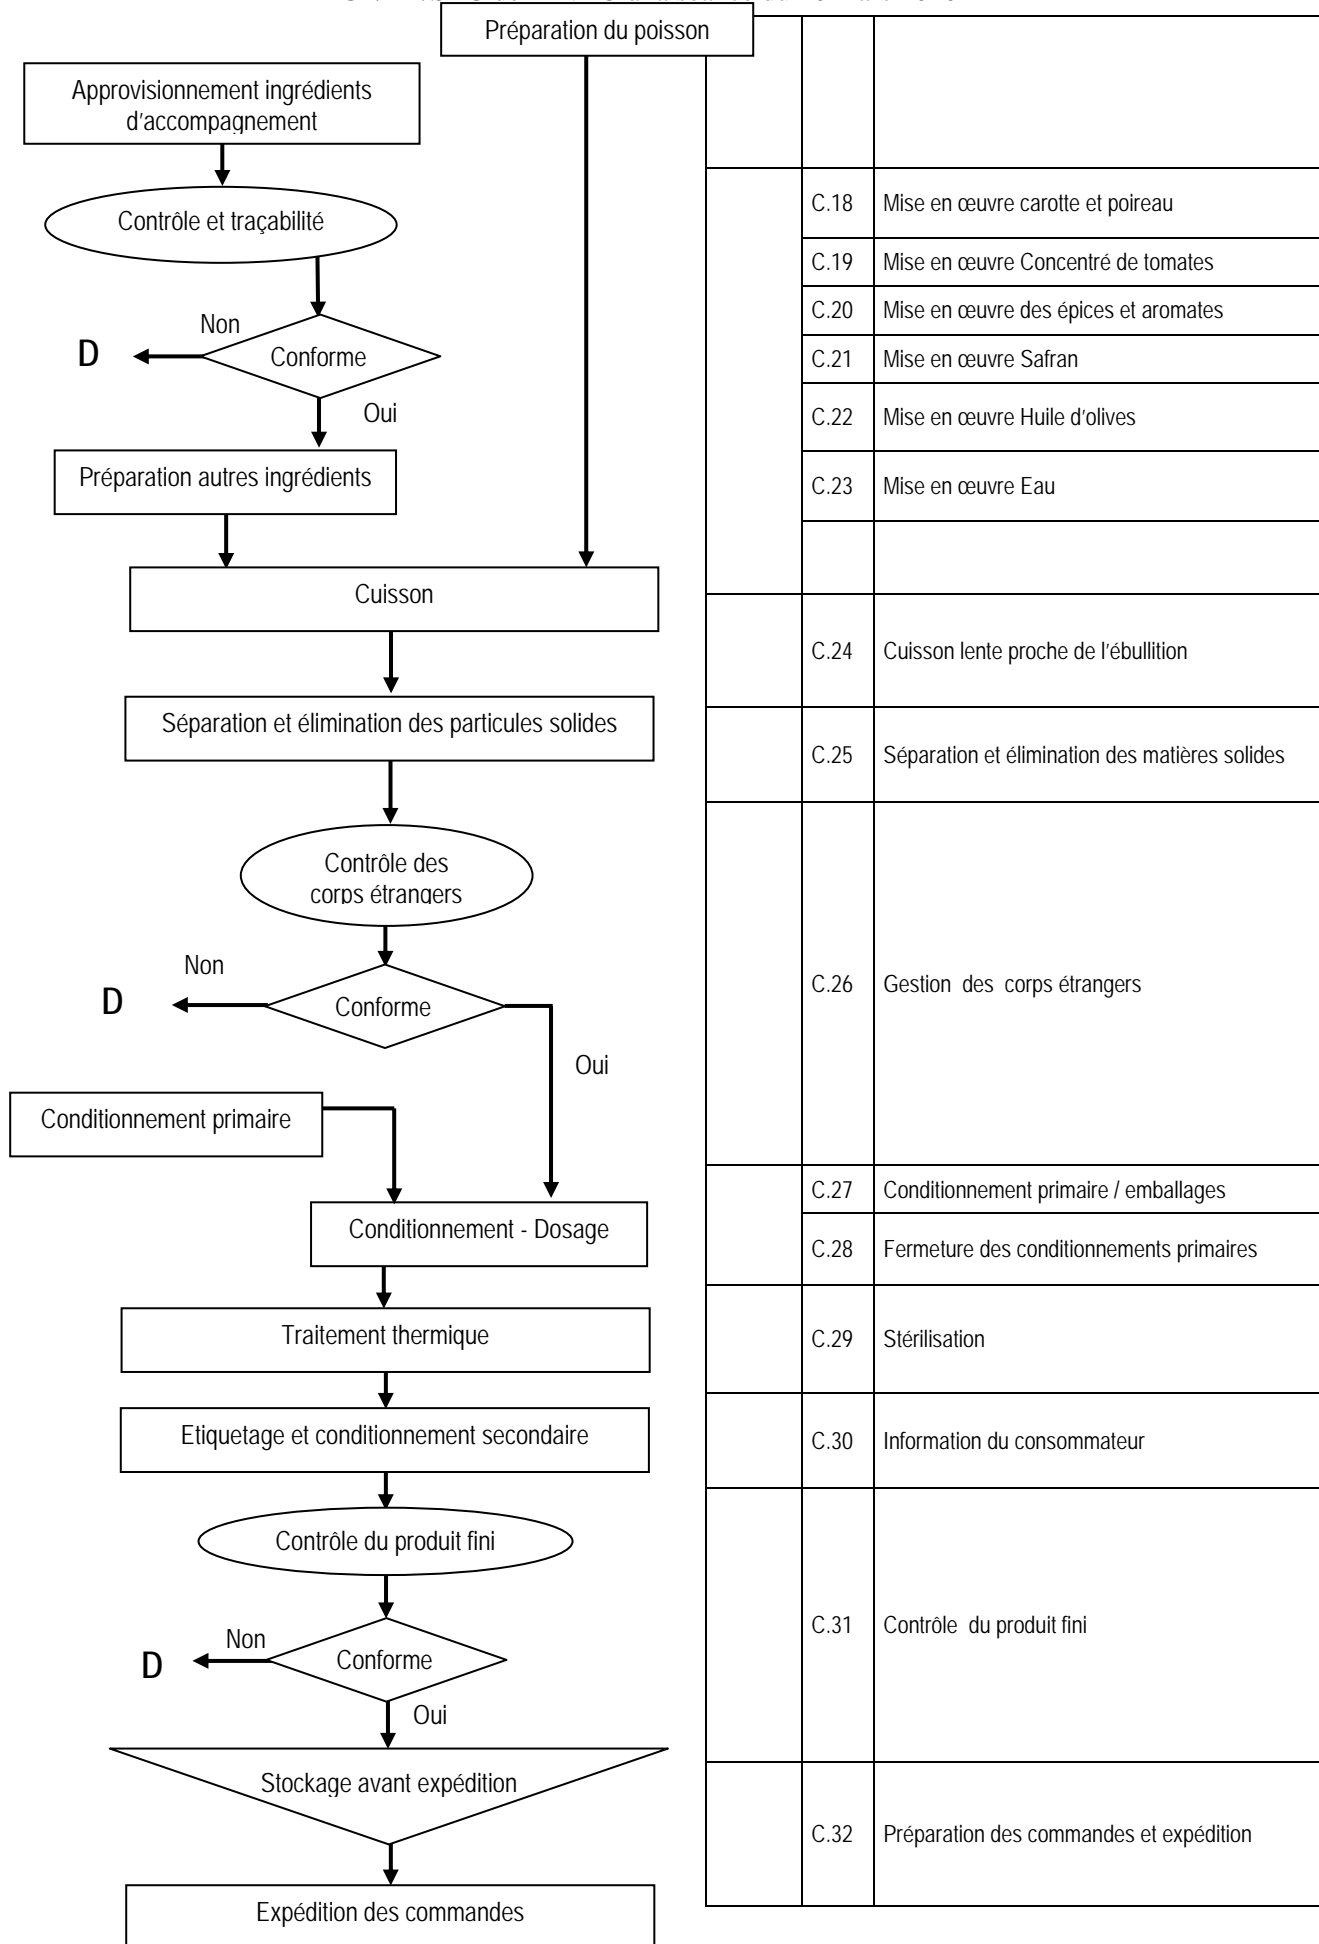 Préparation du poisson
Approvisionnement ingrédients
d'accompagnement
Contrôle et traçabilité
Non
D
Conforme
Oui
Préparation autres ingrédients
Cuisson
Séparation et élimination des particules solides
Contrôle des
corps étrangers
Non
D
Conforme
Oui
Conditionnement primaire
Conditionnement - Dosage
Traitement thermique
Etiquetage et conditionnement secondaire
Contrôle du produit fini
Non
D
Conforme
Oui
Stockage avant expédition
Expédition des commandes
C.18 Mise en œuvre carotte et poireau
C.19 Mise en œuvre Concentré de tomates
C.20 Mise en œuvre des épices et aromates
C.21 Mise en œuvre Safran
C.22 Mise en œuvre Huile d'olives
C.23 Mise en œuvre Eau
C.24 Cuisson lente proche de l'ébullition
C.25 Séparation et élimination des matières solides
C.26 Gestion des corps étrangers
C.27 Conditionnement primaire / emballages
C.28 Fermeture des conditionnements primaires
C.29 Stérilisation
C.30 Information du consommateur
C.31 Contrôle du produit fini
C.32 Préparation des commandes et expédition